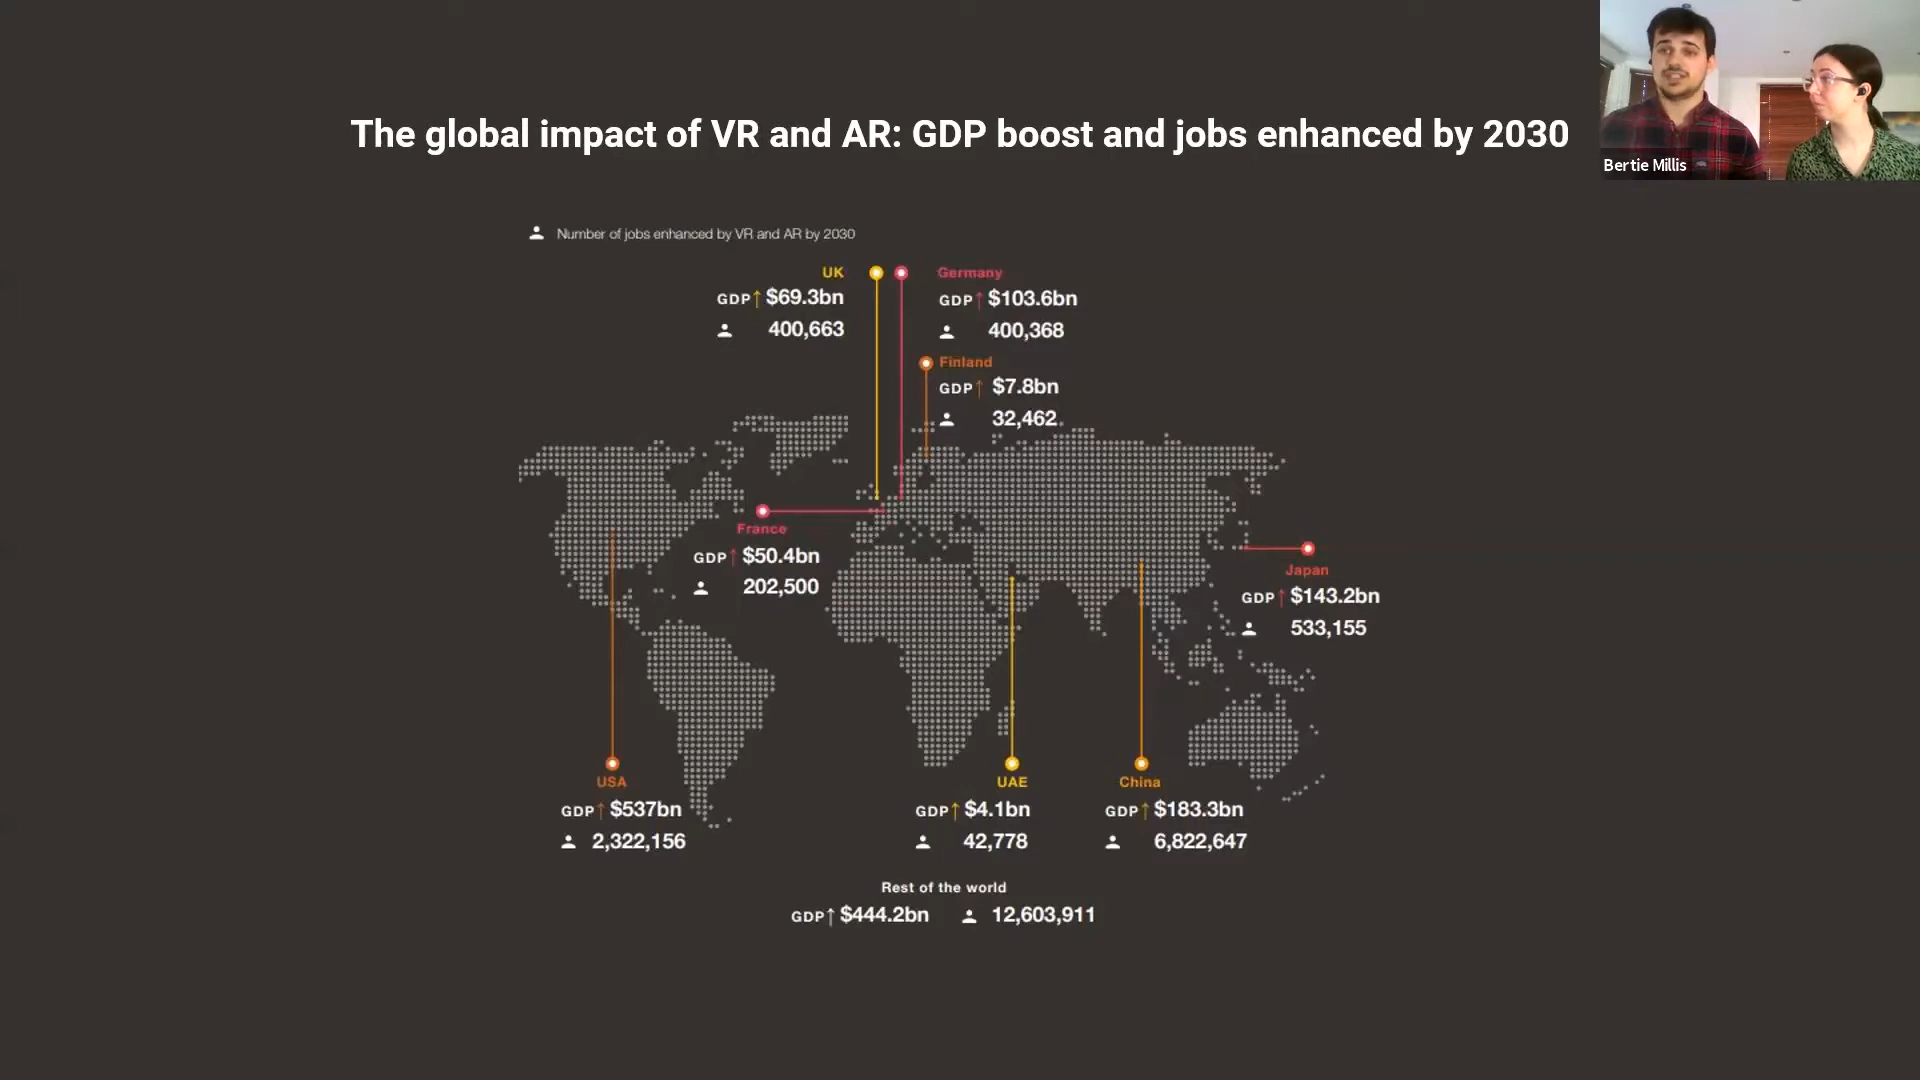 The global impact of VR and AR: GDP boost and jobs enhanced by 2030
Bertie Millis
Number of jobs enhanced by VR and AR by 2030
UK
GDP↑ $69.3bn
400,663
Germany
GDP↑ $103.6bn
400,368
Finland
GDP↑ $7.8bn
32,462
France
GDP↑ $50.4bn
202,500
Japan
GDP↑ $143.2bn
533,155
USA
GDP↑ $537bn
2,322,156
UAE
GDP↑ $4.1bn
42,778
China
GDP↑ $183.3bn
6,822,647
Rest of the world
GDP↑ $444.2bn 12,603,911